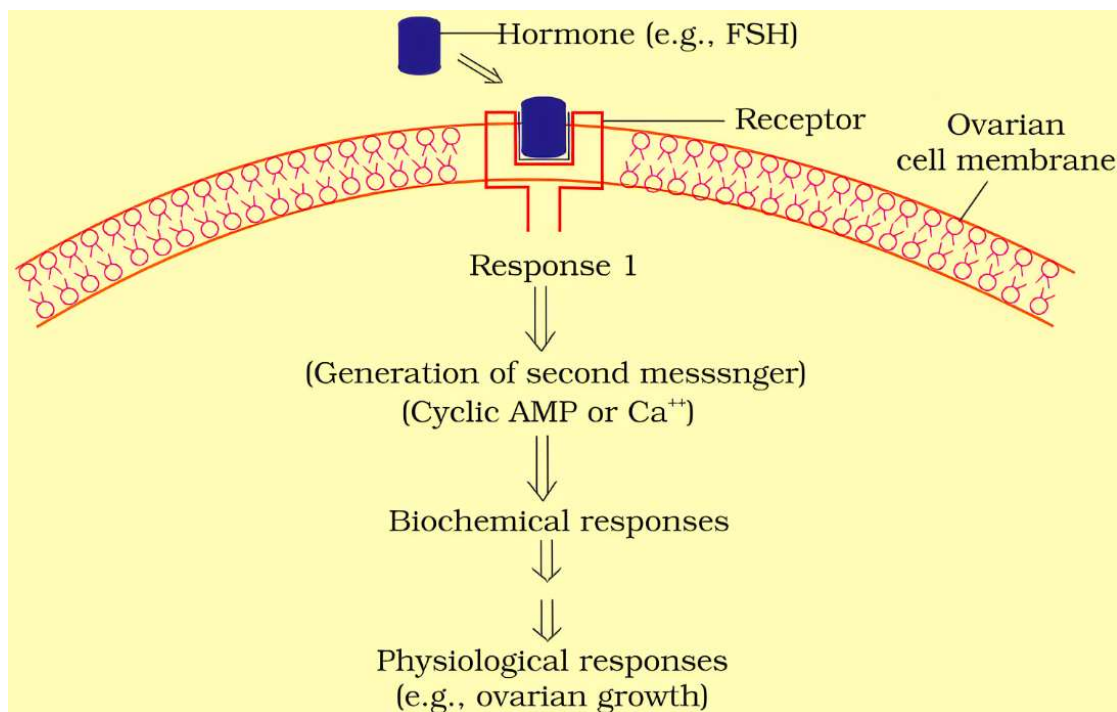 Hormone (e.g., FSH)
Receptor
Ovarian
cell membrane
Response 1
(Generation of second messsnger)
(Cyclic AMP or Ca⁺⁺)
Biochemical responses
Physiological responses
(e.g., ovarian growth)